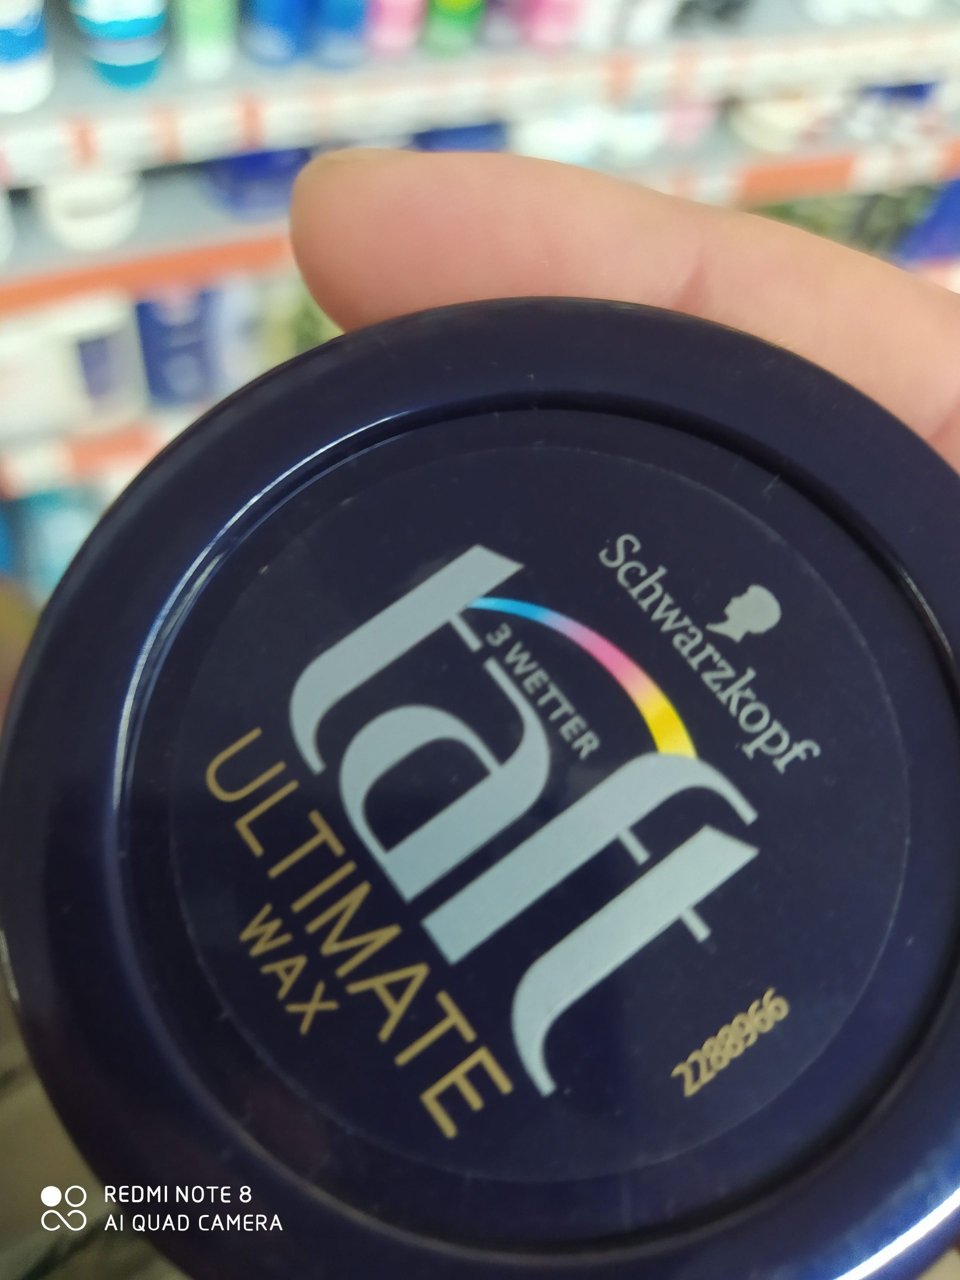 Schwarzkopf
3 WETTER
taft
ULTIMATE
WAX
2288966
REDMI NOTE 8
AI QUAD CAMERA